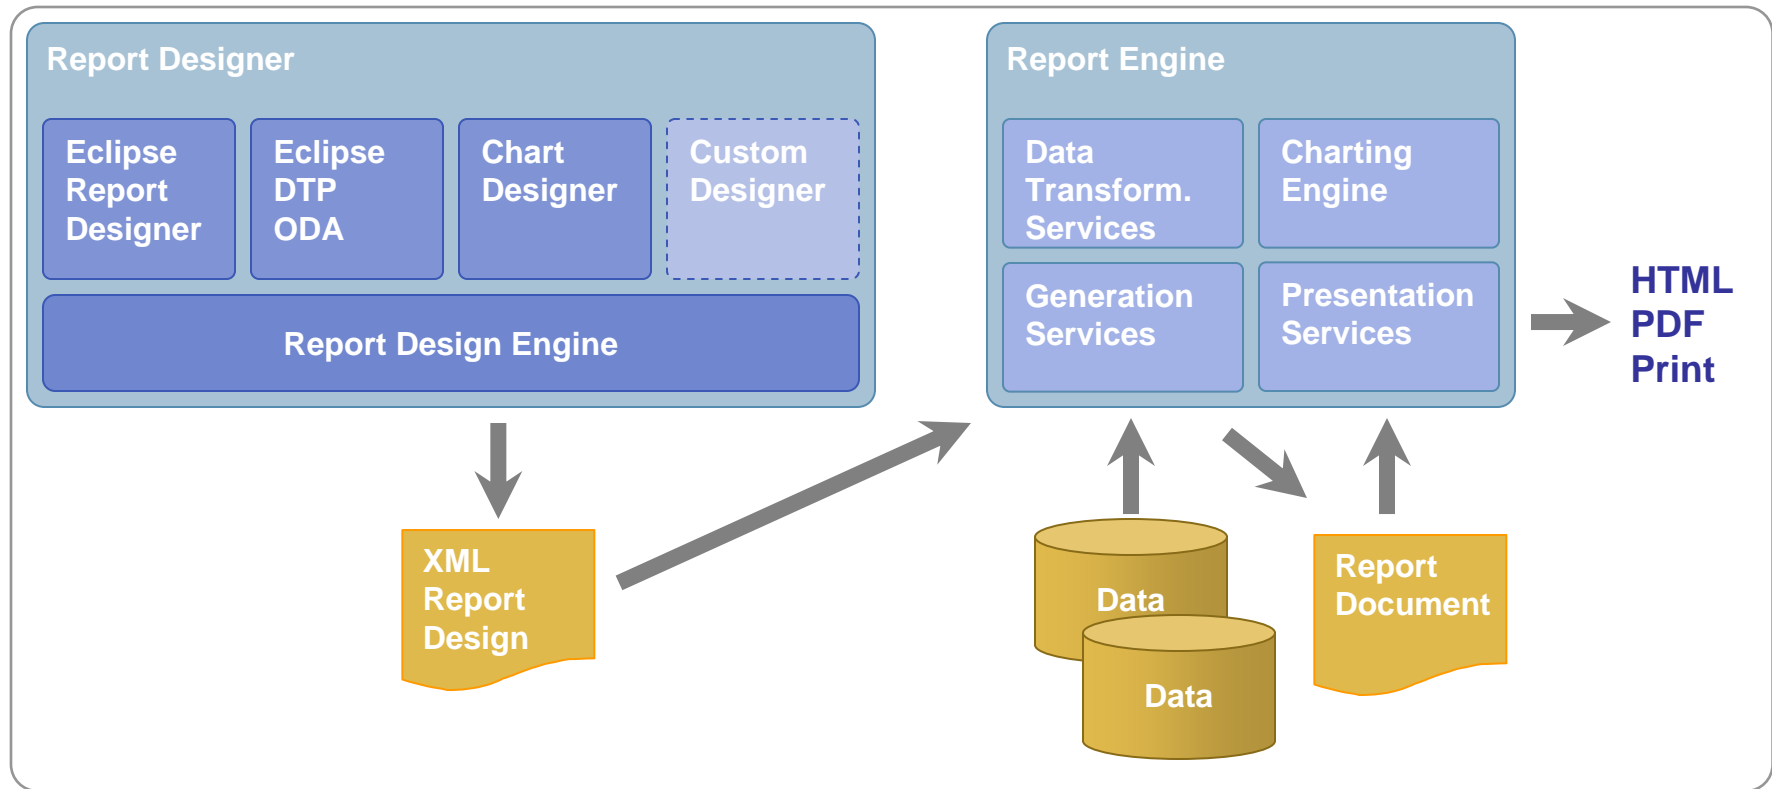 Report Designer
Eclipse
Report
Designer
Eclipse
DTP
ODA
Chart
Designer
Custom
Designer
Report Design Engine
Report Engine
Data
Transform.
Services
Charting
Engine
Generation
Services
Presentation
Services
HTML
PDF
Print
XML
Report
Design
Data
Data
Report
Document